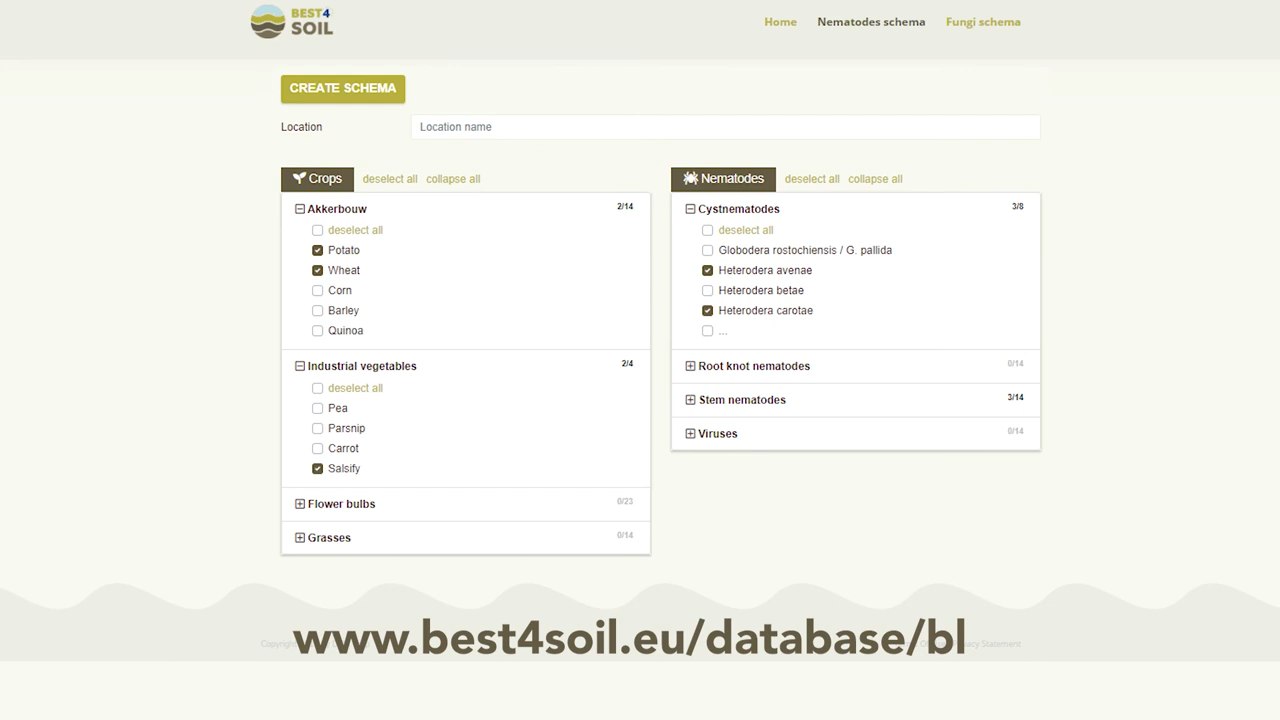 BEST4
SOIL
Home Nematodes schema Fungi schema
CREATE SCHEMA
Location Location name
Crops deselect all collapse all
Akkerbouw 2/14
deselect all
Potato
Wheat
Corn
Barley
Quinoa
Industrial vegetables 2/4
deselect all
Pea
Parsnip
Carrot
Salsify
Flower bulbs 0/23
Grasses 0/14
Nematodes deselect all collapse all
Cystnematodes 3/8
deselect all
Globodera rostochiensis / G. pallida
Heterodera avenae
Heterodera betae
Heterodera carotae
...
Root knot nematodes 0/14
Stem nematodes 3/14
Viruses 0/14
www.best4soil.eu/database/bl
Statement